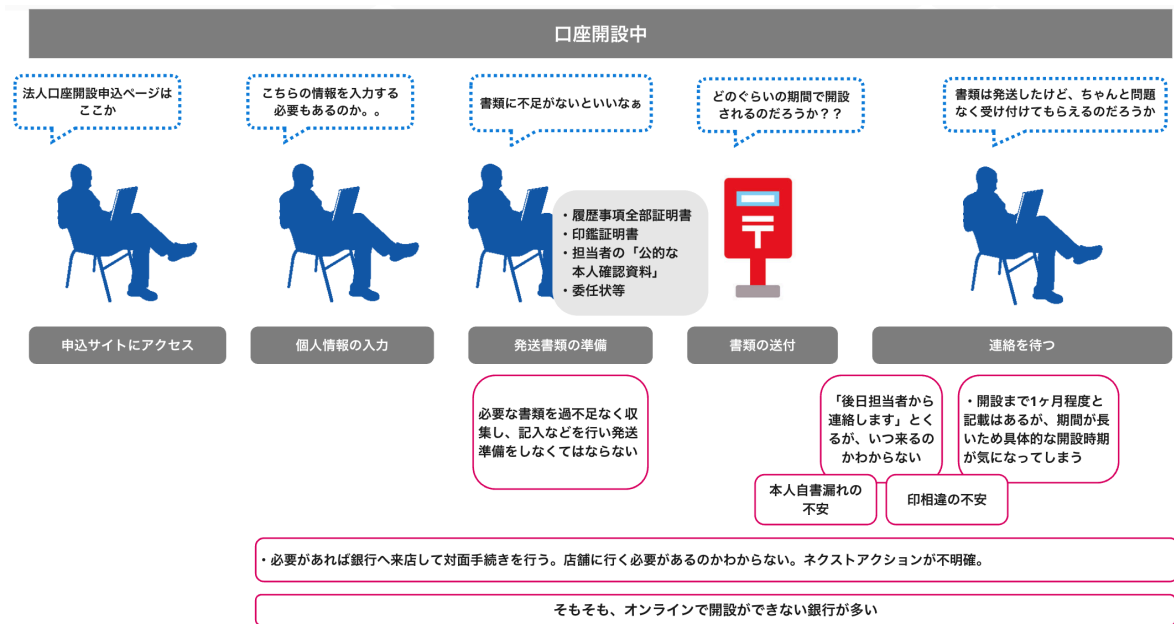 口座開設中
法人口座開設申込ページは
ここか
こちらの情報を入力する
必要もあるのか。。
書類に不足がないといいなぁ
どのぐらいの期間で開設
されるのだろうか??
書類は発送したけど、ちゃんと問題
なく受け付けてもらえるのだろうか
・履歴事項全部証明書
・印鑑証明書
・担当者の「公的な
本人確認資料」
・委任状等
申込サイトにアクセス
個人情報の入力
発送書類の準備
書類の送付
連絡を待つ
必要な書類を過不足なく収
集し、記入などを行い発送
準備をしなくてはならない
「後日担当者から
連絡します」とく
るが、いつ来るの
かわからない
・開設まで1ヶ月程度と
記載はあるが、期間が長
いため具体的な開設時期
が気になってしまう
本人自書漏れの
不安
印相違の不安
・必要があれば銀行へ来店して対面手続きを行う。店舗に行く必要があるのかわからない。ネクストアクションが不明確。
そもそも、オンラインで開設ができない銀行が多い